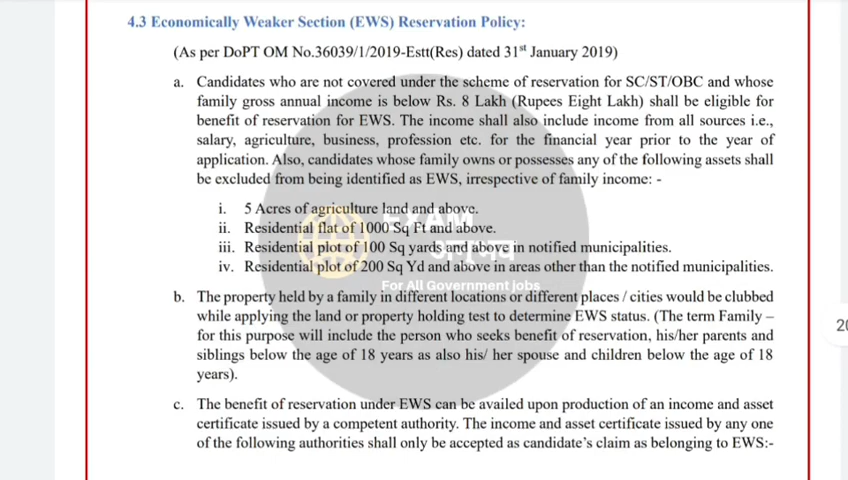 4.3 Economically Weaker Section (EWS) Reservation Policy:
(As per DoPT OM No.36039/1/2019-Estt(Res) dated 31st January 2019)
a. Candidates who are not covered under the scheme of reservation for SC/ST/OBC and whose
family gross annual income is below Rs. 8 Lakh (Rupees Eight Lakh) shall be eligible for
benefit of reservation for EWS. The income shall also include income from all sources i.e.,
salary, agriculture, business, profession etc. for the financial year prior to the year of
application. Also, candidates whose family owns or possesses any of the following assets shall
be excluded from being identified as EWS, irrespective of family income: -
i. 5 Acres of agriculture land and above.
ii. Residential flat of 1000 Sq Ft and above.
iii. Residential plot of 100 Sq yards and above in notified municipalities.
iv. Residential plot of 200 Sq Yd and above in areas other than the notified municipalities.
EXAM
For All Government jobs
b. The property held by a family in different locations or different places / cities would be clubbed
while applying the land or property holding test to determine EWS status. (The term Family –
for this purpose will include the person who seeks benefit of reservation, his/her parents and
siblings below the age of 18 years as also his/ her spouse and children below the age of 18
years).
c. The benefit of reservation under EWS can be availed upon production of an income and asset
certificate issued by a competent authority. The income and asset certificate issued by any one
of the following authorities shall only be accepted as candidate's claim as belonging to EWS:-